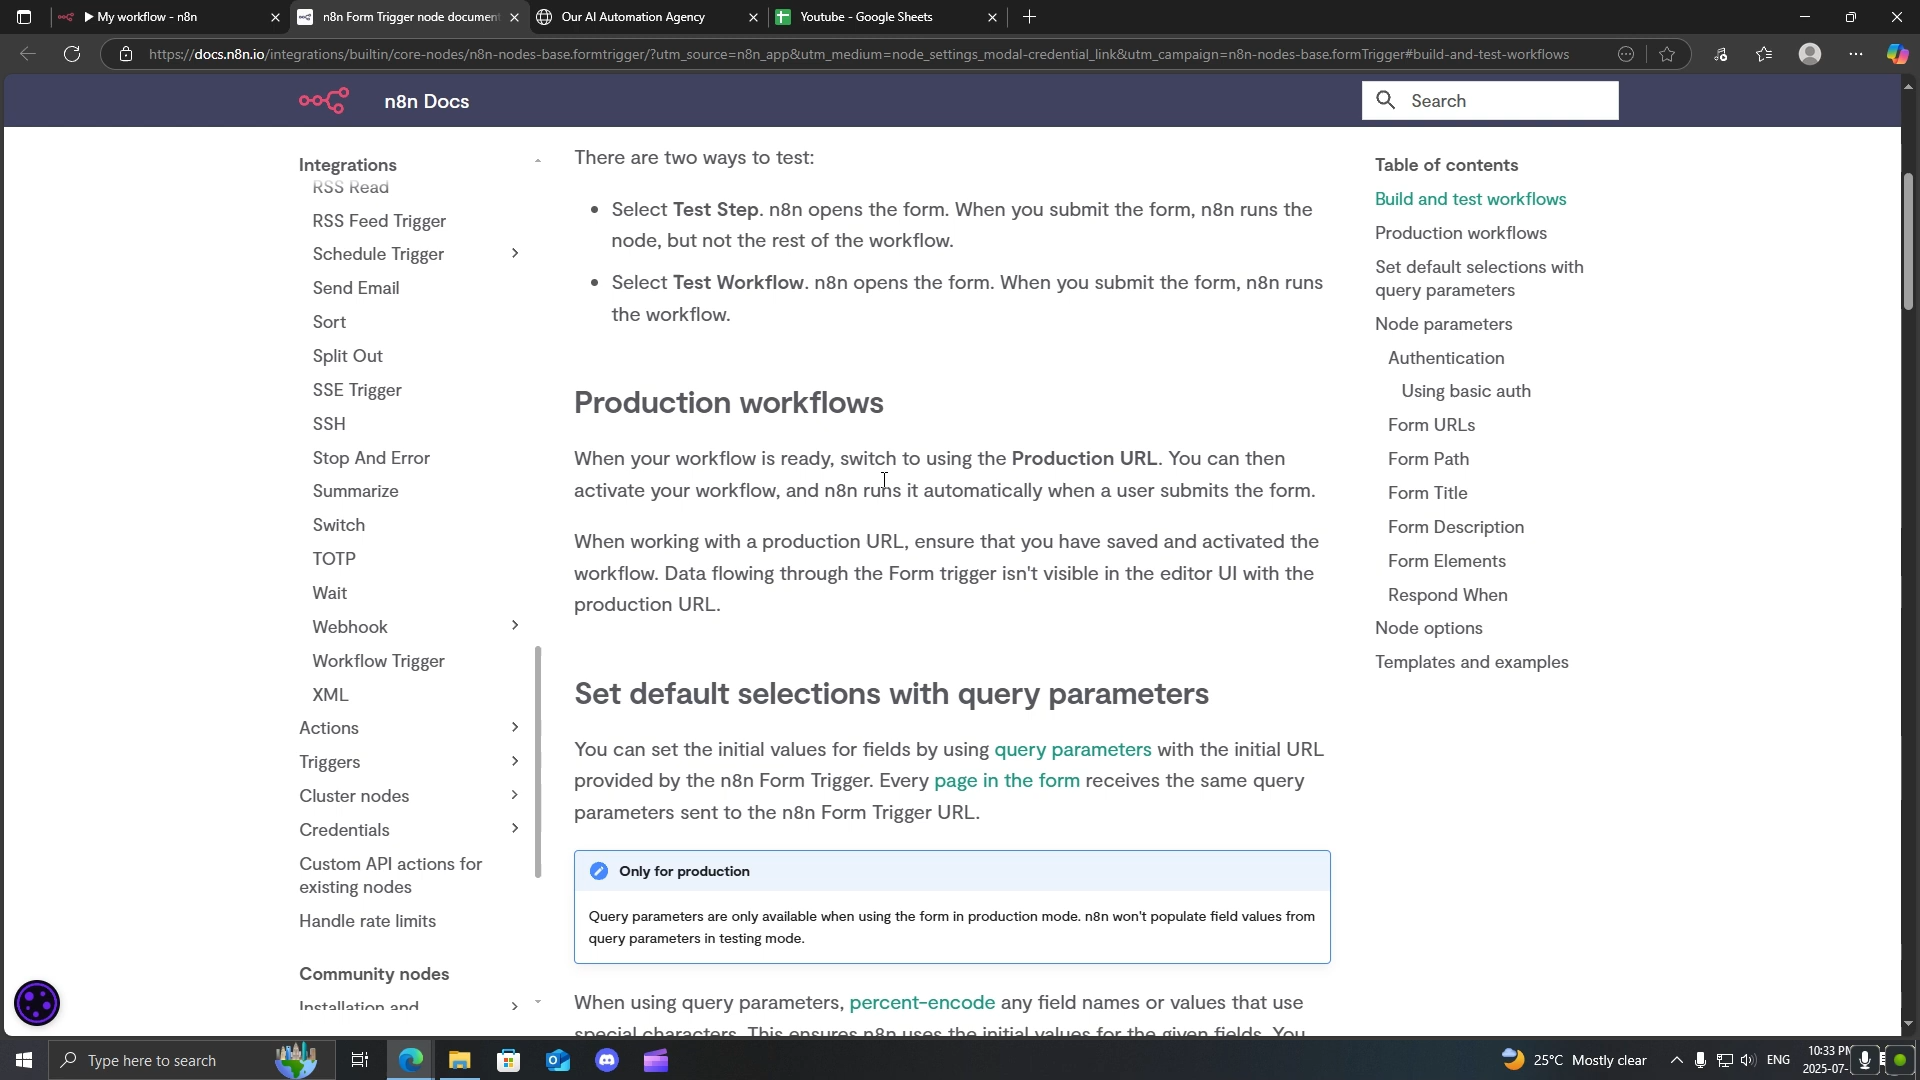 My workflow - n8n
n8n Form Trigger node document
Our AI Automation Agency
Youtube - Google Sheets
https://docs.n8n.io/integrations/builtin/core-nodes/n8n-nodes-base.formtrigger/?utm_source=n8n_app&utm_medium=node_settings_modal-credential_link&utm_campaign=n8n-nodes-base.formTrigger#build-and-test-workflows
n8n Docs
Search
Integrations
RSS Read
RSS Feed Trigger
Schedule Trigger
Send Email
Sort
Split Out
SSE Trigger
SSH
Stop And Error
Summarize
Switch
TOTP
Wait
Webhook
Workflow Trigger
XML
Actions
Triggers
Cluster nodes
Credentials
Custom API actions for
existing nodes
Handle rate limits
Community nodes
Installation and
There are two ways to test:
• Select Test Step. n8n opens the form. When you submit the form, n8n runs the
node, but not the rest of the workflow.
• Select Test Workflow. n8n opens the form. When you submit the form, n8n runs
the workflow.
Production workflows
When your workflow is ready, switch to using the Production URL. You can then
activate your workflow, and n8n runs it automatically when a user submits the form.
When working with a production URL, ensure that you have saved and activated the
workflow. Data flowing through the Form trigger isn't visible in the editor UI with the
production URL.
Set default selections with query parameters
You can set the initial values for fields by using query parameters with the initial URL
provided by the n8n Form Trigger. Every page in the form receives the same query
parameters sent to the n8n Form Trigger URL.
Only for production
Query parameters are only available when using the form in production mode. n8n won't populate field values from
query parameters in testing mode.
When using query parameters, percent-encode any field names or values that use
special characters. This ensures n8n uses the initial values for the given fields. You
Table of contents
Build and test workflows
Production workflows
Set default selections with
query parameters
Node parameters
Authentication
Using basic auth
Form URLs
Form Path
Form Title
Form Description
Form Elements
Respond When
Node options
Templates and examples
Type here to search
25°C Mostly clear
ENG
10:33 PM
2025-07-